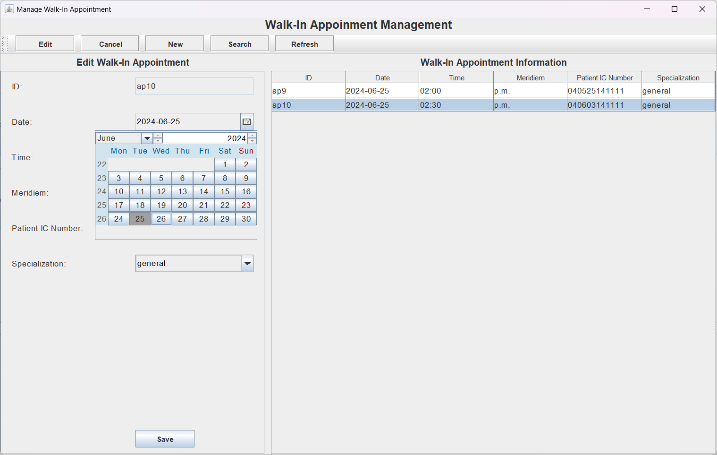 Manage Walk-In Appointment
Walk-In Appoinment Management
Edit Cancel New Search Refresh
Edit Walk-In Appointment
ID: ap10
Date: 2024-06-25
June 2024
Mon Tue Wed Thu Fri Sat Sun
22 1 2
23 3 4 5 6 7 8 9
24 10 11 12 13 14 15 16
25 17 18 19 20 21 22 23
26 24 25 26 27 28 29 30
Time:
Meridiem:
Patient IC Number:
Specialization: general
Save
Walk-In Appointment Information
ID Date Time Meridiem Patient IC Number Specialization
ap9 2024-06-25 02:00 p.m. 040525141111 general
ap10 2024-06-25 02:30 p.m. 040603141111 general